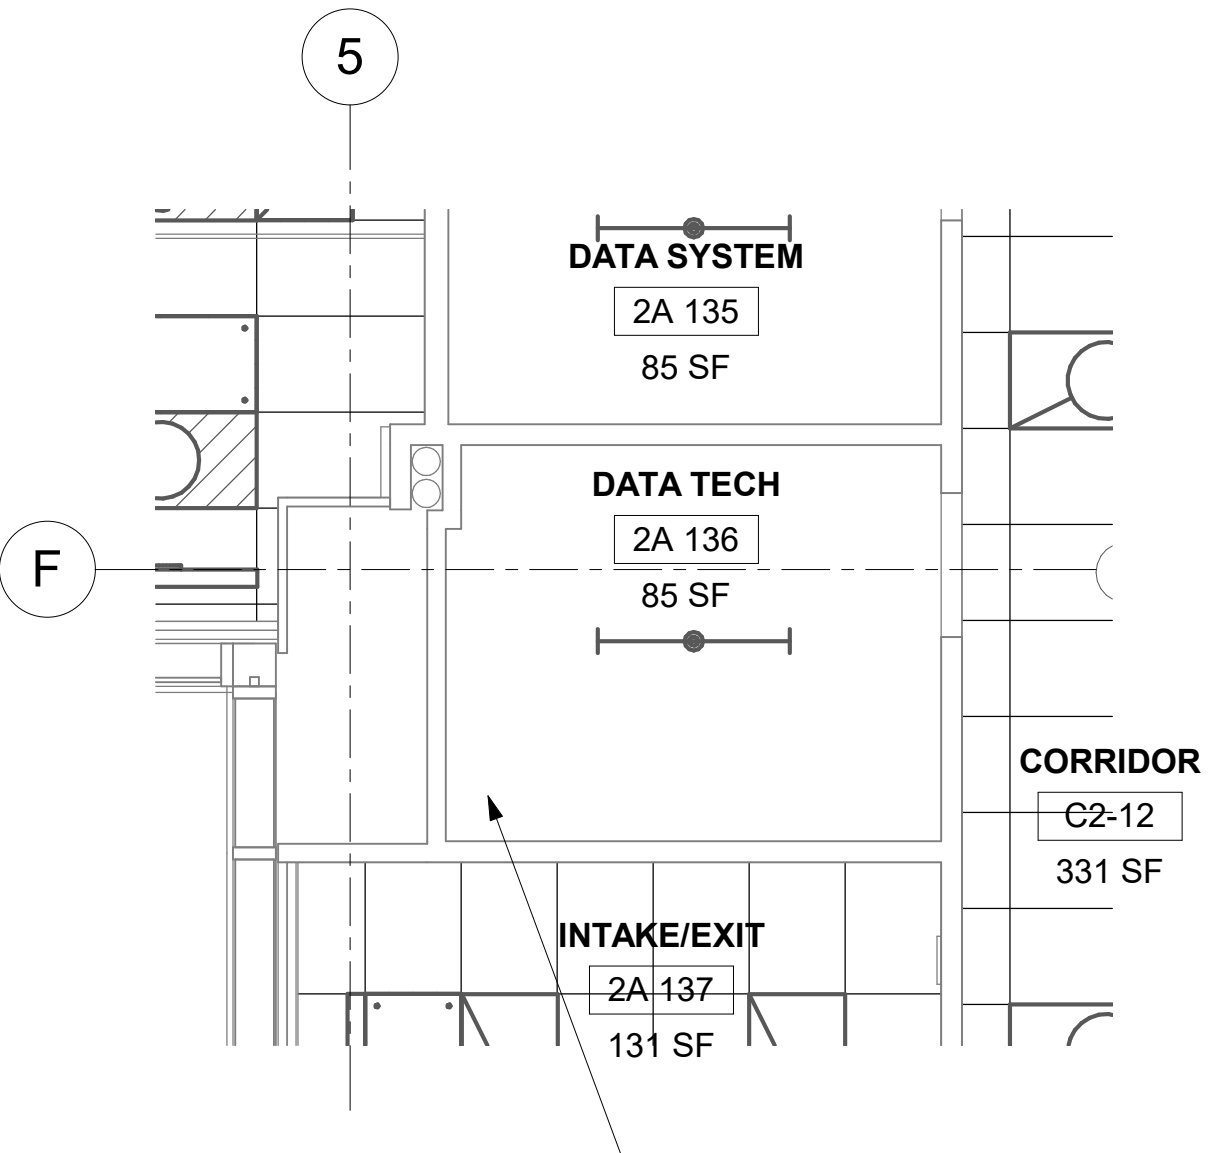 5
DATA SYSTEM
2A 135
85 SF
DATA TECH
2A 136
F
85 SF
CORRIDOR
C2-12
331 SF
INTAKE/EXIT
2A 137
131 SF